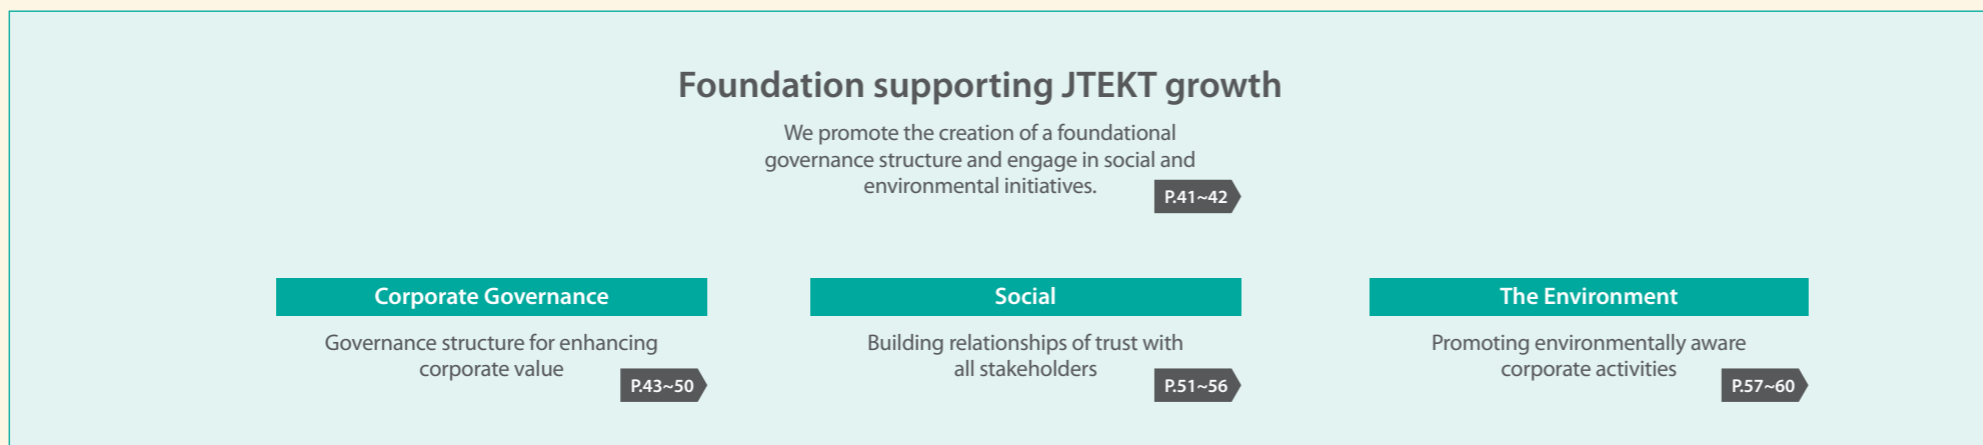 Foundation supporting JTEKT growth
We promote the creation of a foundational
governance structure and engage in social and
environmental initiatives.
P.41~42
Corporate Governance
Governance structure for enhancing
corporate value
P.43~50
Social
Building relationships of trust with
all stakeholders
P.51~56
The Environment
Promoting environmentally aware
corporate activities
P.57~60